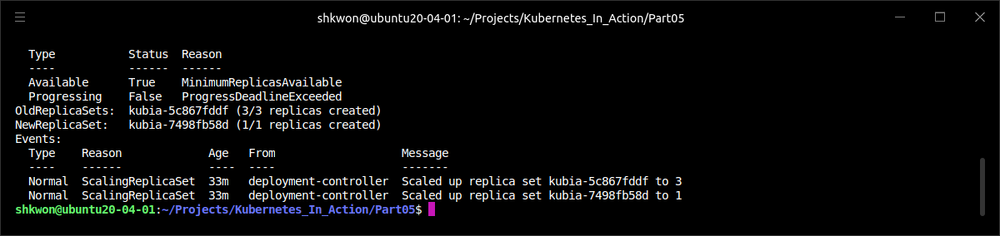 shkwon@ubuntu20-04-01: ~/Projects/Kubernetes_In_Action/Part05
Type Status Reason
---- ------ ------
Available True MinimumReplicasAvailable
Progressing False ProgressDeadlineExceeded
OldReplicaSets: kubia-5c867fddf (3/3 replicas created)
NewReplicaSet: kubia-7498fb58d (1/1 replicas created)
Events:
Type Reason Age From Message
---- ------ ---- ---- -------
Normal ScalingReplicaSet 33m deployment-controller Scaled up replica set kubia-5c867fddf to 3
Normal ScalingReplicaSet 33m deployment-controller Scaled up replica set kubia-7498fb58d to 1
shkwon@ubuntu20-04-01:~/Projects/Kubernetes_In_Action/Part05$